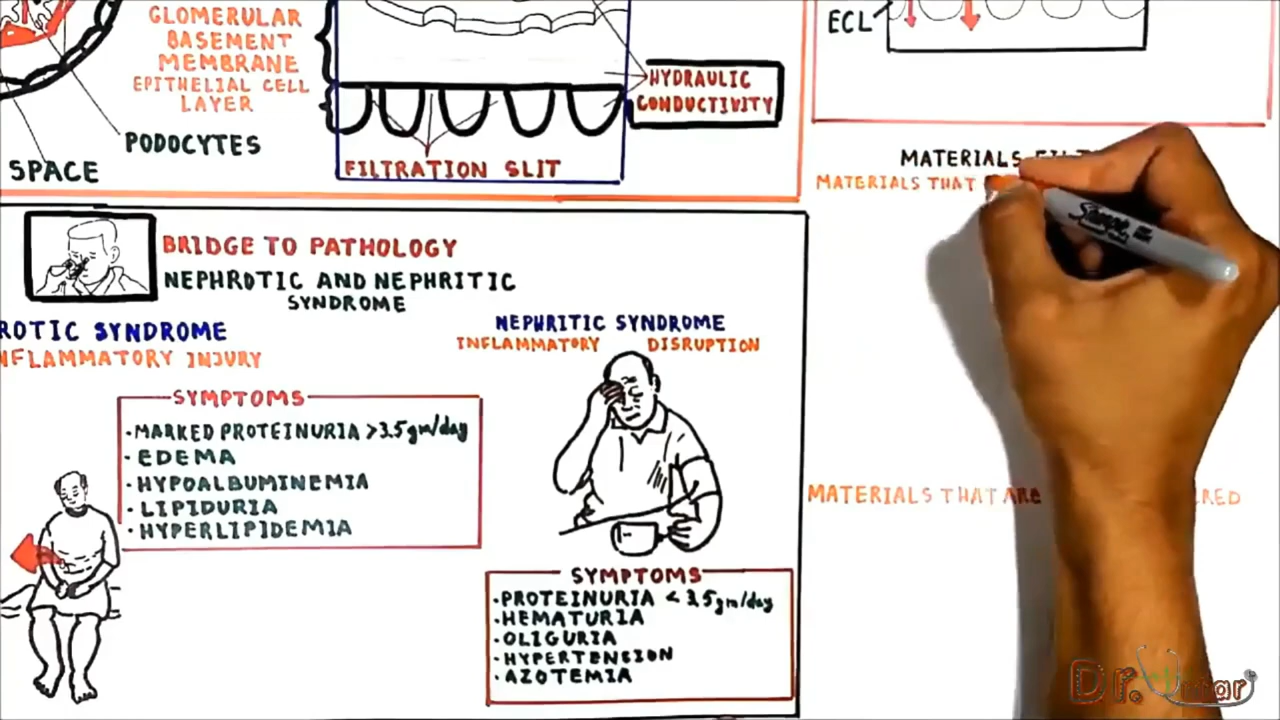 GLOMERULAR
BASEMENT
MEMBRANE
EPITHELIAL CELL
LAYER
PODOCYTES
SPACE
HYDRAULIC
CONDUCTIVITY
FILTRATION SLIT
ECL
MATERIALS
MATERIALS THAT
BRIDGE TO PATHOLOGY
NEPHROTIC AND NEPHRITIC
SYNDROME
ROTIC SYNDROME
NFLAMMATORY INJURY
SYMPTOMS
•MARKED PROTEINURIA >3.5gm/day
•EDEMA
•HYPOALBUMINEMIA
•LIPIDURIA
•HYPERLIPIDEMIA
NEPHRITIC SYNDROME
INFLAMMATORY DISRUPTION
SYMPTOMS
•PROTEINURIA < 3.5gm/day
•HEMATURIA
•OLIGURIA
•HYPERTENSION
•AZOTEMIA
MATERIALS THAT ARE RED
SHARPIE